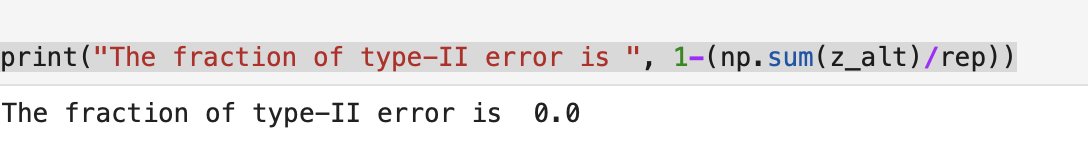 print("The fraction of type-II error is ", 1-(np.sum(z_alt)/rep))
The fraction of type-II error is  0.0